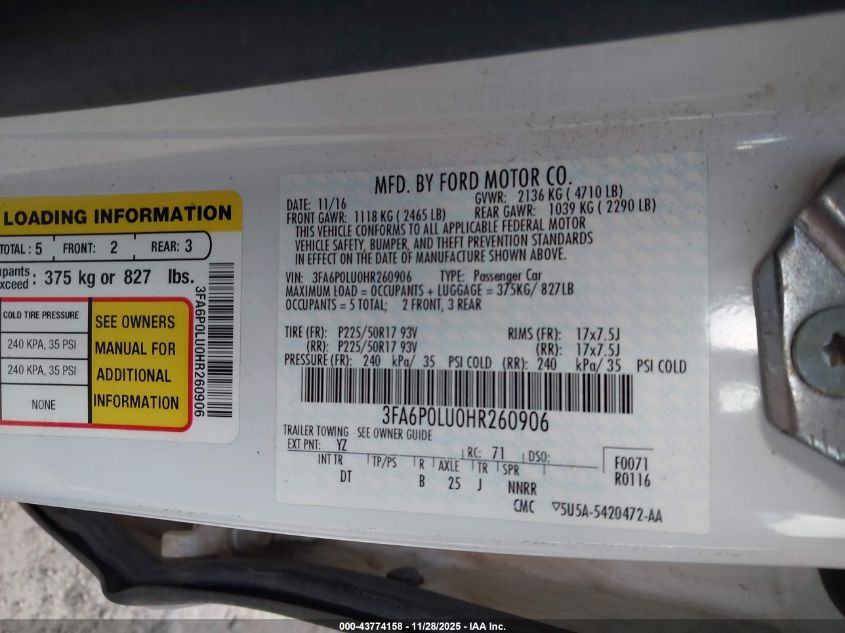 LOADING INFORMATION
TOTAL : 5 FRONT: 2 REAR: 3
upants
exceed : 375 kg or 827 lbs.
COLD TIRE PRESSURE
240 KPA, 35 PSI
240 KPA, 35 PSI
NONE
SEE OWNERS
MANUAL FOR
ADDITIONAL
INFORMATION
3FA6P0LU0HR260906
MFD. BY FORD MOTOR CO.
DATE: 11/16 GVWR: 2136 KG ( 4710 LB)
FRONT GAWR: 1118 KG ( 2465 LB) REAR GAWR: 1039 KG ( 2290 LB)
THIS VEHICLE CONFORMS TO ALL APPLICABLE FEDERAL MOTOR
VEHICLE SAFETY, BUMPER, AND THEFT PREVENTION STANDARDS
IN EFFECT ON THE DATE OF MANUFACTURE SHOWN ABOVE.
VIN: 3FA6P0LU0HR260906 TYPE: Passenger Car
MAXIMUM LOAD = OCCUPANTS + LUGGAGE = 375KG/ 827LB
OCCUPANTS = 5 TOTAL; 2 FRONT, 3 REAR
TIRE (FR): P225/50R17 93V RIMS (FR): 17x7.5J
(RR): P225/50R17 93V (RR): 17x7.5J
PRESSURE (FR): 240 kPa/ 35 PSI COLD (RR): 240 kPa/ 35 PSI COLD
3FA6P0LU0HR260906
TRAILER TOWING SEE OWNER GUIDE
EXT PNT: YZ RC: 71 DSO: F0071
INT TR TP/PS R AXLE TR SPR R0116
DT B 25 J NNRR
CMC ▽5U5A-5420472-AA
000-43774158 - 11/28/2025 - IAA Inc.